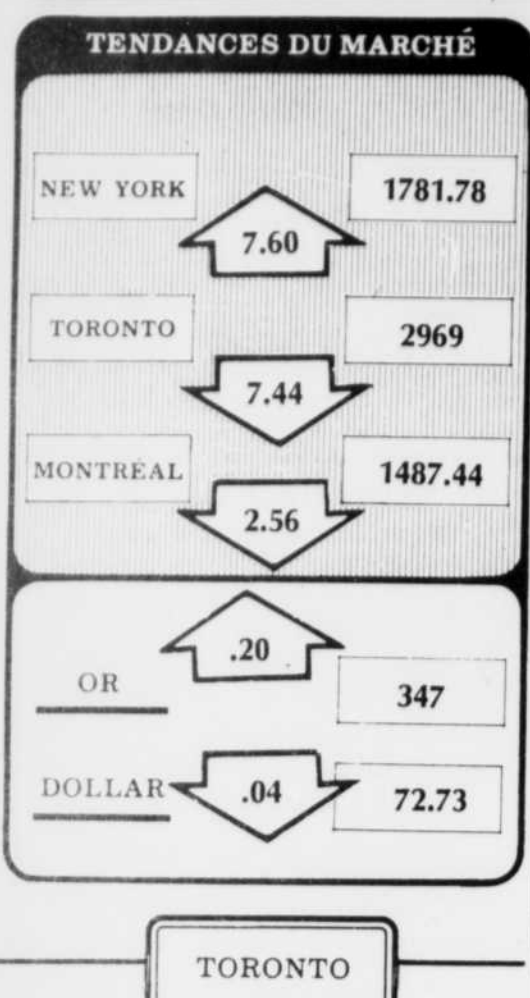 TENDANCES DU MARCHÉ
NEW YORK 7.60 1781.78
TORONTO 7.44 2969
MONTRÉAL 2.56 1487.44
OR .20 347
DOLLAR .04 72.73
TORONTO